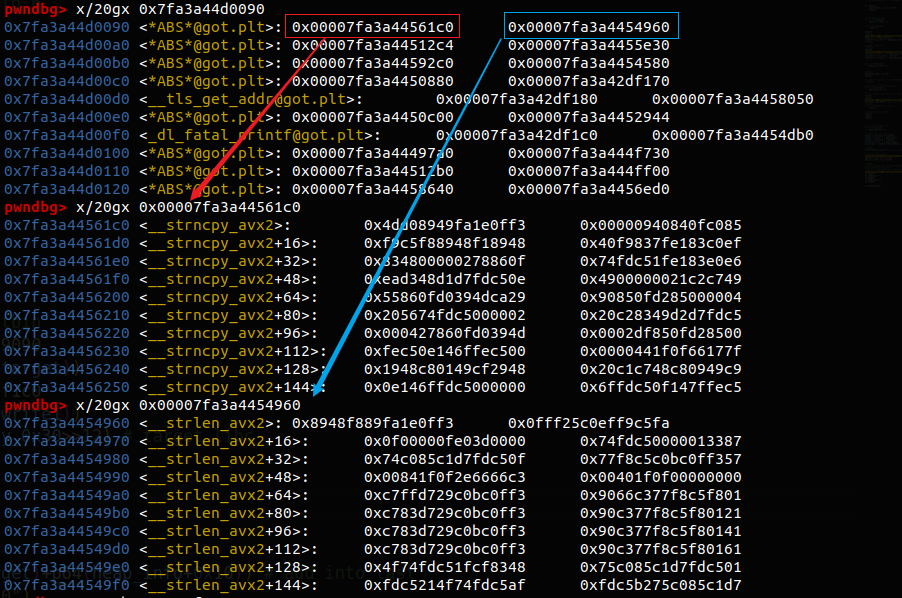 pwndbg> x/20gx 0x7fa3a44d0090
0x7fa3a44d0090 <*ABS*@got.plt>: 0x00007fa3a44561c0 0x00007fa3a4454960
0x7fa3a44d00a0 <*ABS*@got.plt>: 0x00007fa3a44512c4 0x00007fa3a4455e30
0x7fa3a44d00b0 <*ABS*@got.plt>: 0x00007fa3a44592c0 0x00007fa3a4454580
0x7fa3a44d00c0 <*ABS*@got.plt>: 0x00007fa3a4450880 0x00007fa3a42df170
0x7fa3a44d00d0 <__tls_get_addr@got.plt>: 0x00007fa3a42df180 0x00007fa3a4458050
0x7fa3a44d00e0 <*ABS*@got.plt>: 0x00007fa3a4450c00 0x00007fa3a4452944
0x7fa3a44d00f0 <_dl_fatal_printf@got.plt>: 0x00007fa3a42df1c0 0x00007fa3a4454db0
0x7fa3a44d0100 <*ABS*@got.plt>: 0x00007fa3a44497a0 0x00007fa3a444f730
0x7fa3a44d0110 <*ABS*@got.plt>: 0x00007fa3a44512b0 0x00007fa3a444ff00
0x7fa3a44d0120 <*ABS*@got.plt>: 0x00007fa3a4458640 0x00007fa3a4456ed0
pwndbg> x/20gx 0x00007fa3a44561c0
0x7fa3a44561c0 <__strncpy_avx2>: 0x4dd08949fa1e0ff3 0x00000940840fc085
0x7fa3a44561d0 <__strncpy_avx2+16>: 0xf9c5f88948f18948 0x40f9837fe183c0ef
0x7fa3a44561e0 <__strncpy_avx2+32>: 0x834800000278860f 0x74fdc51fe183e0e6
0x7fa3a44561f0 <__strncpy_avx2+48>: 0xead348d1d7fdc50e 0x4900000021c2c749
0x7fa3a4456200 <__strncpy_avx2+64>: 0x55860fd0394dca29 0x90850fd285000004
0x7fa3a4456210 <__strncpy_avx2+80>: 0x205674fdc5000002 0x20c28349d2d7fdc5
0x7fa3a4456220 <__strncpy_avx2+96>: 0x000427860fd0394d 0x0002df850fd28500
0x7fa3a4456230 <__strncpy_avx2+112>: 0xfec50e146ffec500 0x0000441f0f66177f
0x7fa3a4456240 <__strncpy_avx2+128>: 0x1948c80149cf2948 0x20c1c748c80949c9
0x7fa3a4456250 <__strncpy_avx2+144>: 0x0e146ffdc5000000 0x6ffdc50f147ffec5
pwndbg> x/20gx 0x00007fa3a4454960
0x7fa3a4454960 <__strlen_avx2>: 0x8948f889fa1e0ff3 0x0fff25c0eff9c5fa
0x7fa3a4454970 <__strlen_avx2+16>: 0x0f00000fe03d0000 0x74fdc50000013387
0x7fa3a4454980 <__strlen_avx2+32>: 0x74c085c1d7fdc50f 0x77f8c5c0bc0ff357
0x7fa3a4454990 <__strlen_avx2+48>: 0x00841f0f2e6666c3 0x00401f0f00000000
0x7fa3a44549a0 <__strlen_avx2+64>: 0xc7ffd729c0bc0ff3 0x9066c377f8c5f801
0x7fa3a44549b0 <__strlen_avx2+80>: 0xc783d729c0bc0ff3 0x90c377f8c5f80121
0x7fa3a44549c0 <__strlen_avx2+96>: 0xc783d729c0bc0ff3 0x90c377f8c5f80141
0x7fa3a44549d0 <__strlen_avx2+112>: 0xc783d729c0bc0ff3 0x90c377f8c5f80161
0x7fa3a44549e0 <__strlen_avx2+128>: 0x4f74fdc51fcf8348 0x75c085c1d7fdc501
0x7fa3a44549f0 <__strlen_avx2+144>: 0xfdc5214f74fdc5af 0xfdc5b275c085c1d7